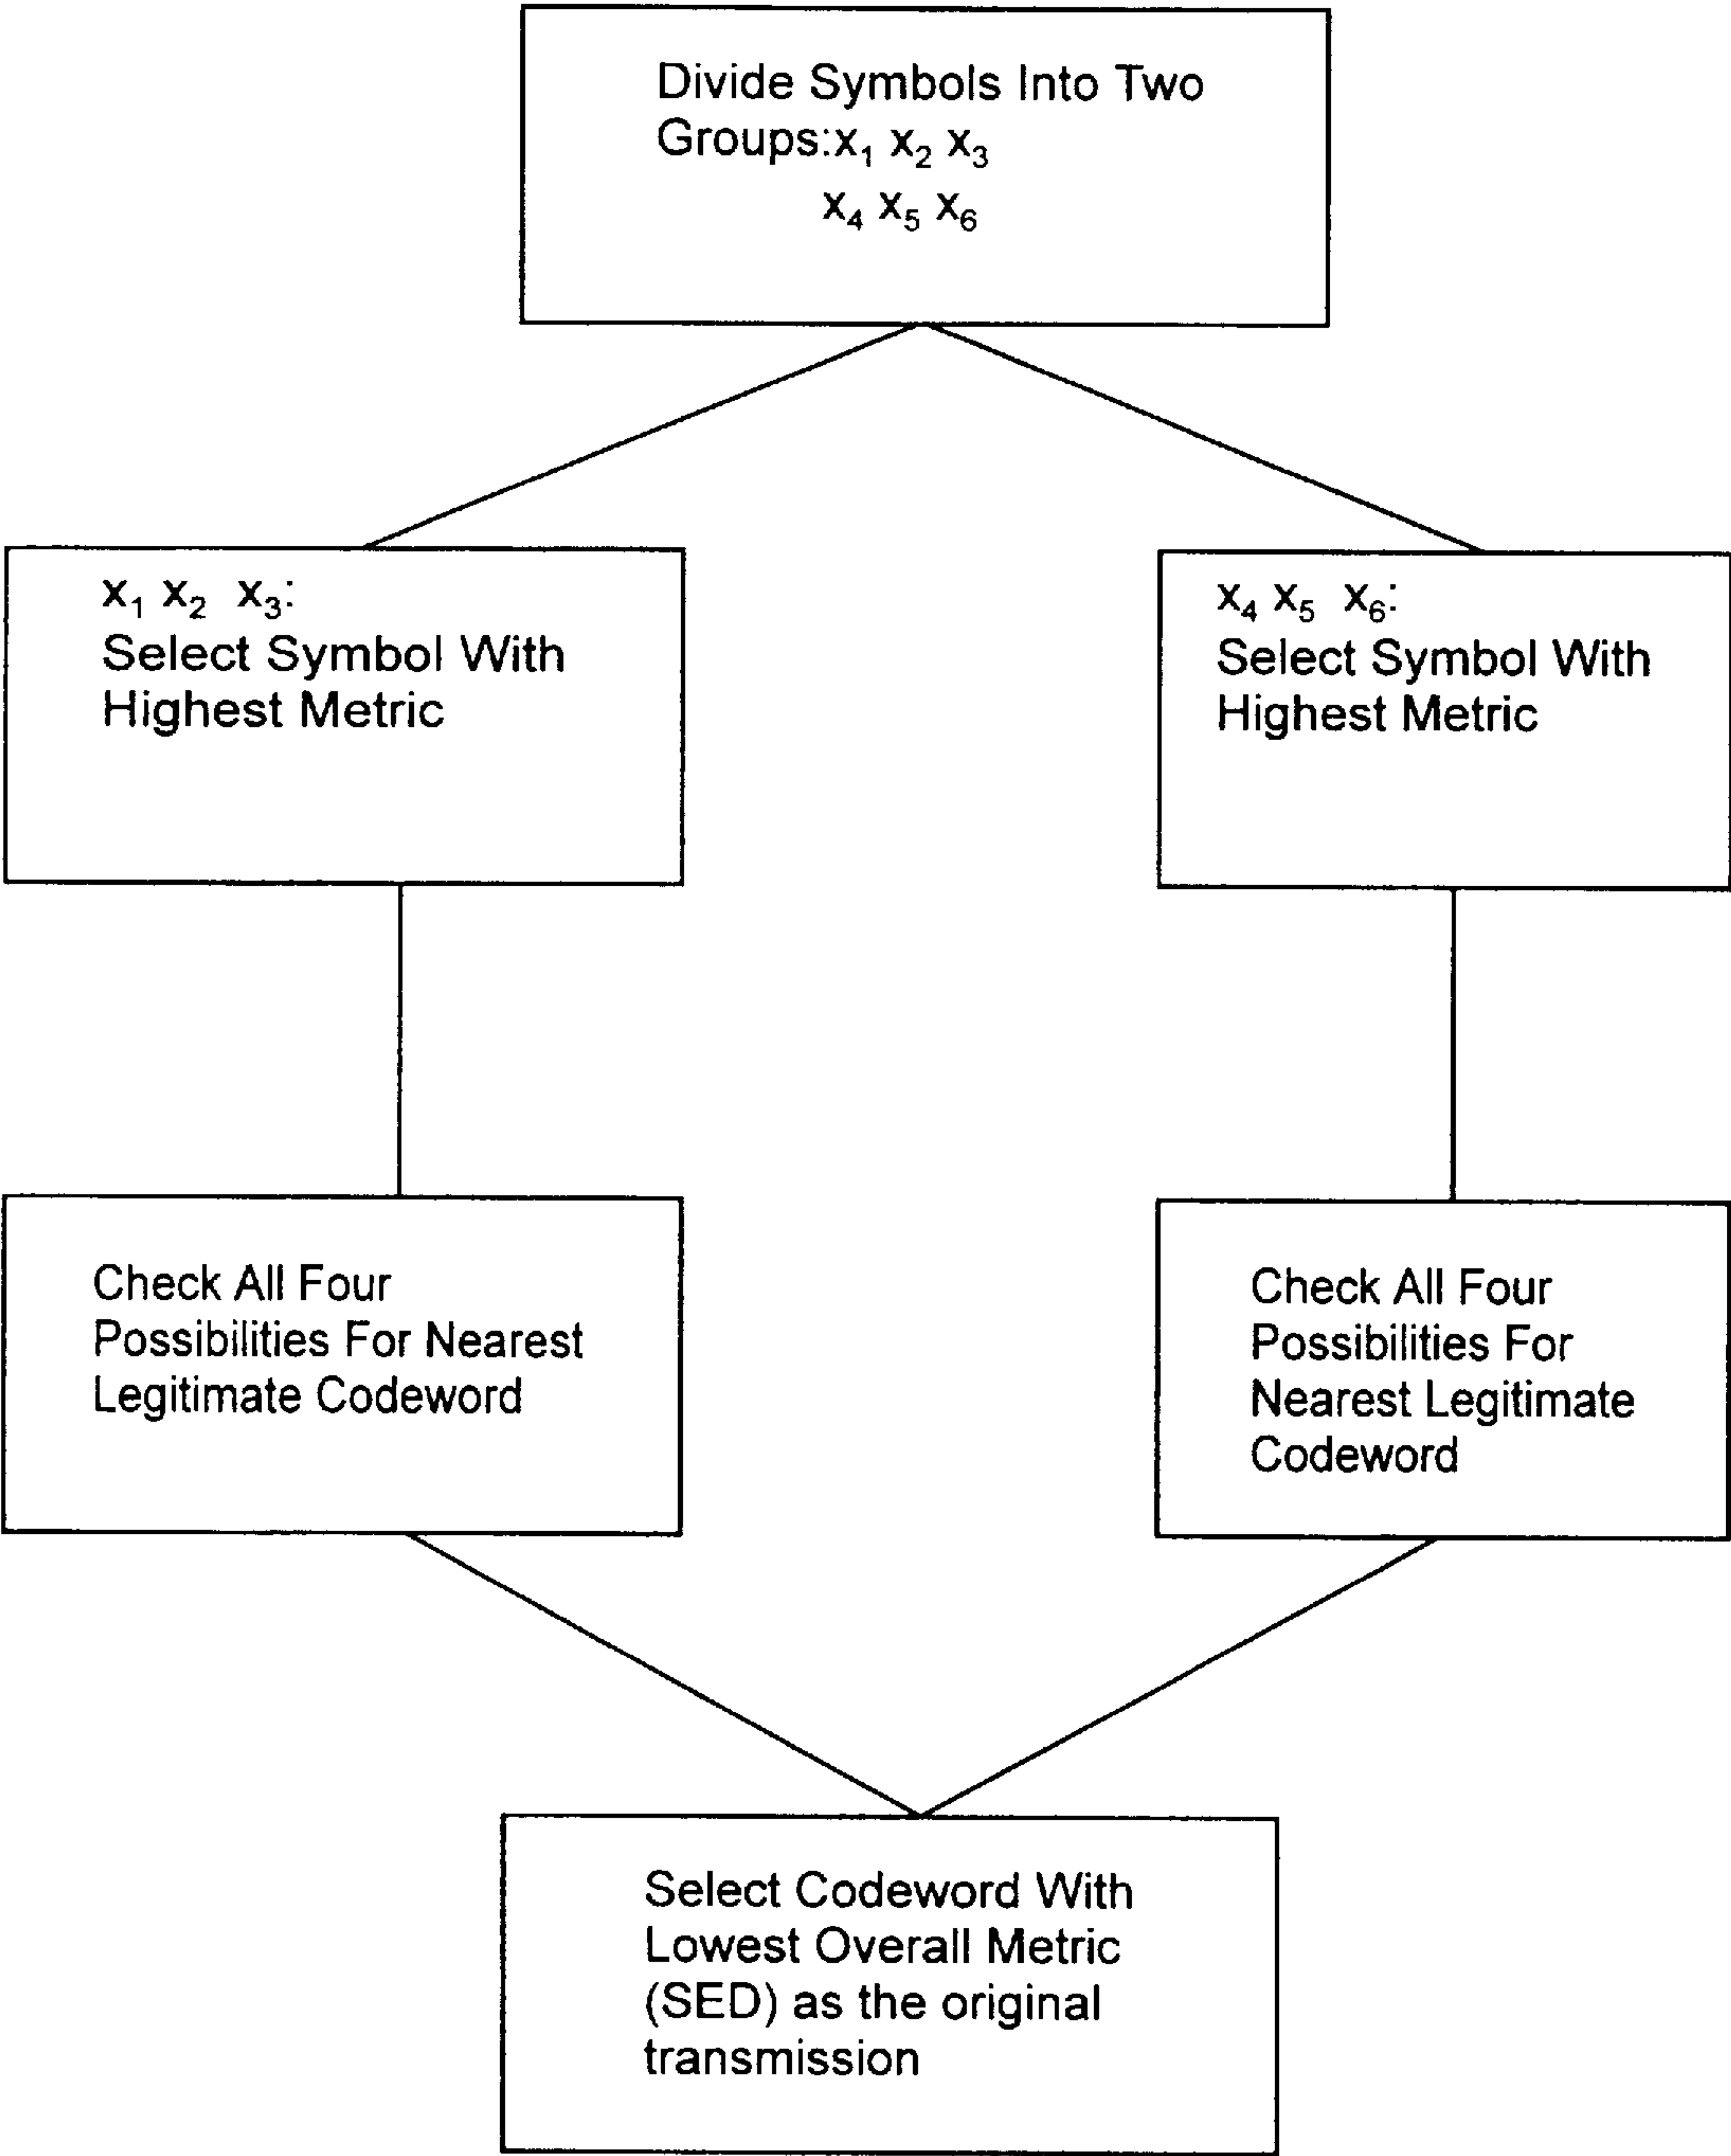 Divide Symbols Into Two
Groups:x₁ x₂ x₃
x₄ x₅ x₆
x₁ x₂ x₃:
Select Symbol With
Highest Metric
x₄ x₅ x₆:
Select Symbol With
Highest Metric
Check All Four
Possibilities For Nearest
Legitimate Codeword
Check All Four
Possibilities For
Nearest Legitimate
Codeword
Select Codeword With
Lowest Overall Metric
(SED) as the original
transmission